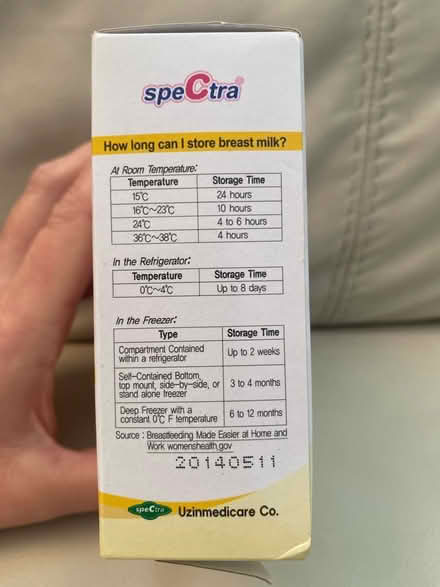 speCtra®
How long can I store breast milk?
At Room Temperature:
Temperature Storage Time
15℃ 24 hours
16℃~23℃ 10 hours
24℃ 4 to 6 hours
36℃~38℃ 4 hours
In the Refrigerator:
Temperature Storage Time
0℃~4℃ Up to 8 days
In the Freezer:
Type Storage Time
Compartment Contained
within a refrigerator
Up to 2 weeks
Self-Contained Bottom,
top mount, side-by-side, or
stand alone freezer
3 to 4 months
Deep Freezer with a
constant 0℃ F temperature
6 to 12 months
Source : Breastfeeding Made Easier at Home and
Work womenshealth,gov
20140511
speCtra Uzinmedicare Co.